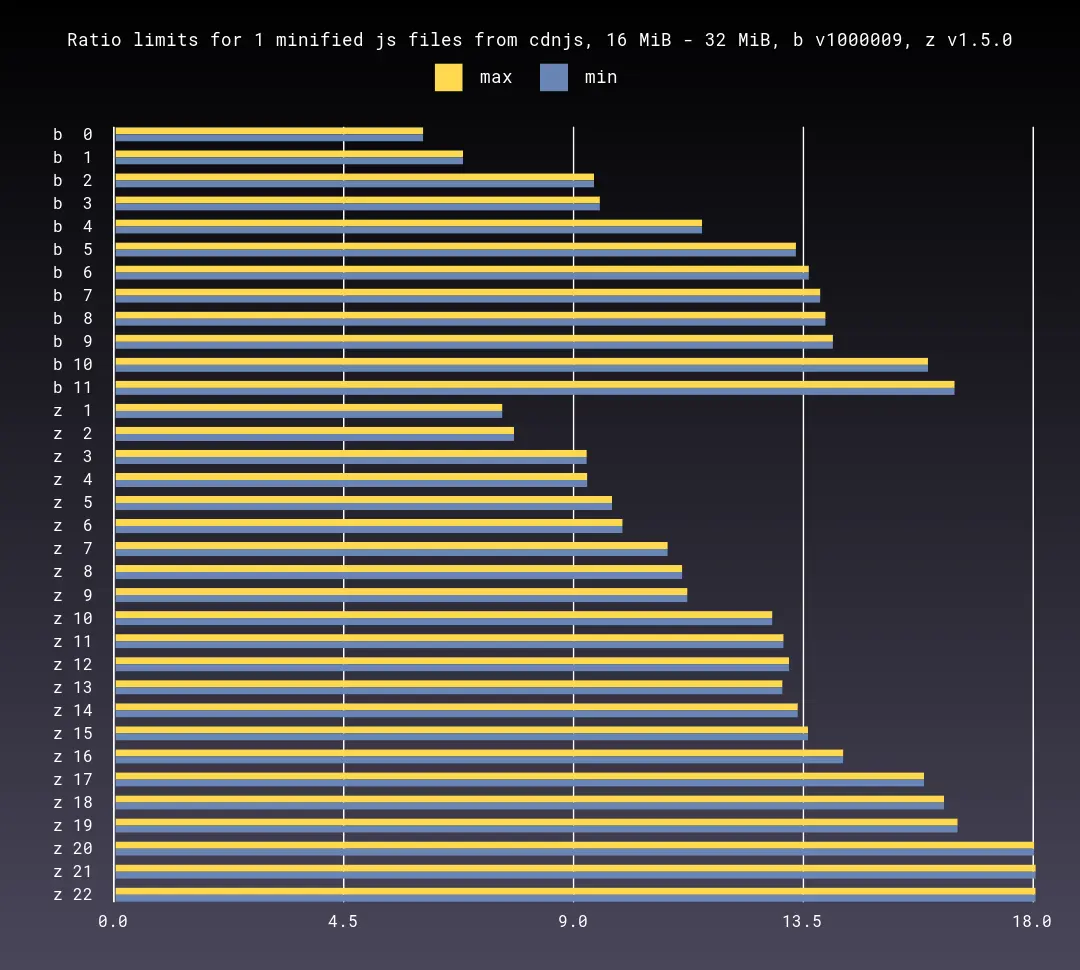 Ratio limits for 1 minified js files from cdnjs, 16 MiB - 32 MiB, b v1000009, z v1.5.0
max min
b 0
b 1
b 2
b 3
b 4
b 5
b 6
b 7
b 8
b 9
b 10
b 11
z 1
z 2
z 3
z 4
z 5
z 6
z 7
z 8
z 9
z 10
z 11
z 12
z 13
z 14
z 15
z 16
z 17
z 18
z 19
z 20
z 21
z 22
0.0 4.5 9.0 13.5 18.0